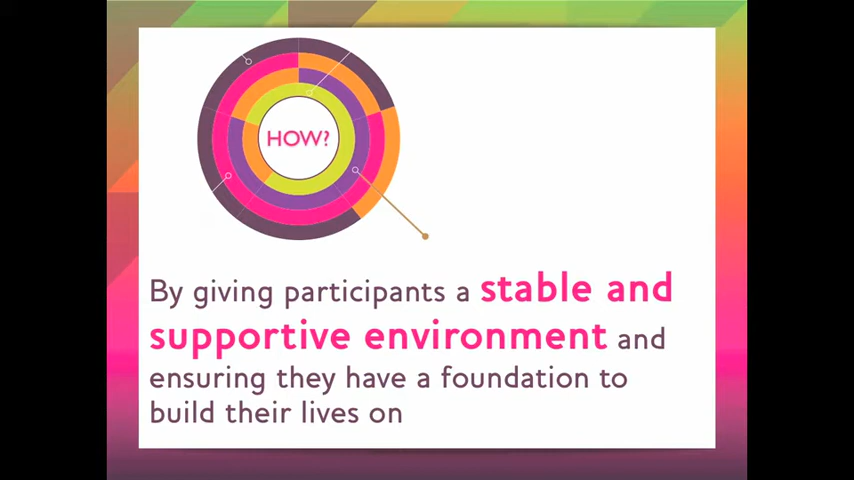 HOW?
By giving participants a stable and
supportive environment and
ensuring they have a foundation to
build their lives on